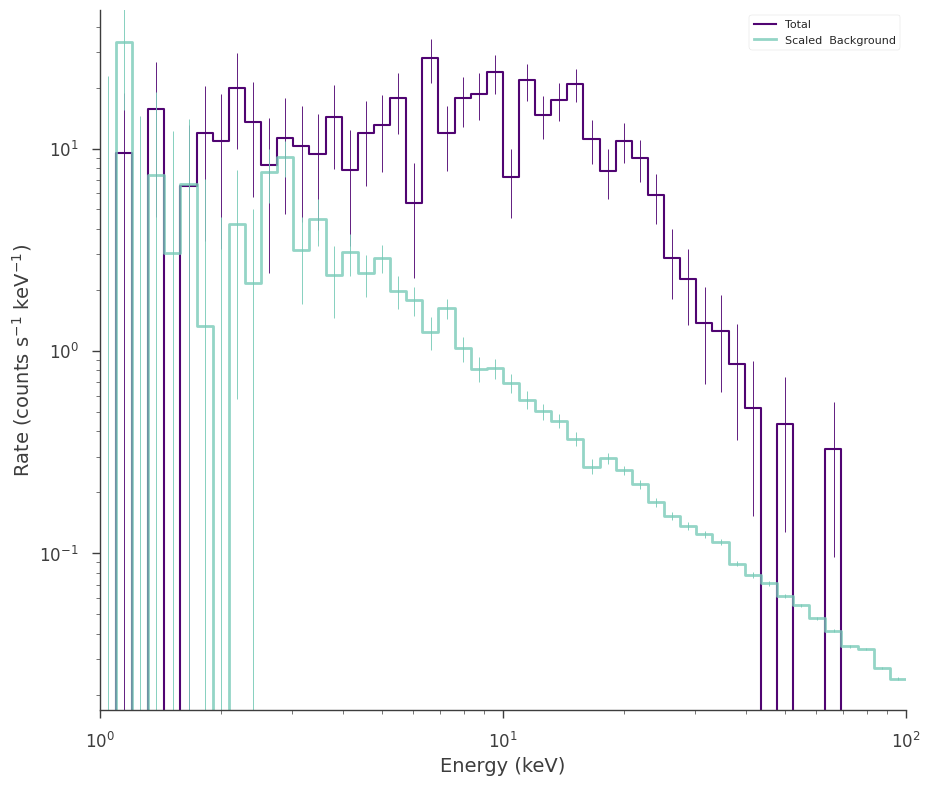 Total
Scaled  Background
Rate (counts s⁻¹ keV⁻¹)
10¹
10⁰
10⁻¹
10⁰
10¹
10²
Energy (keV)